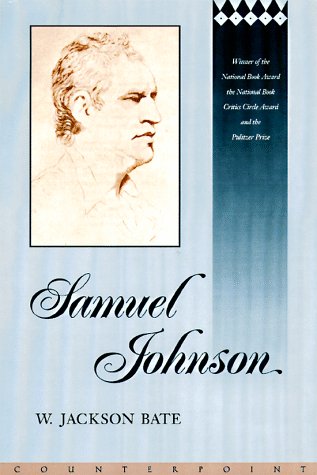 Winner of the
National Book Award
the National Book
Critics Circle Award
and the
Pulitzer Prize
Samuel
Johnson
W. JACKSON BATE
COUNTERPOINT